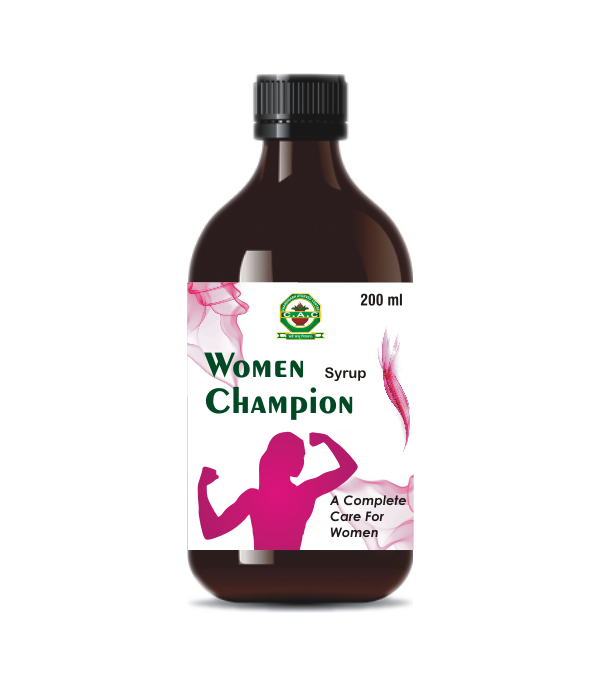 200 ml
C.A.C
Women
Syrup
Champion
A Complete
Care For
Women